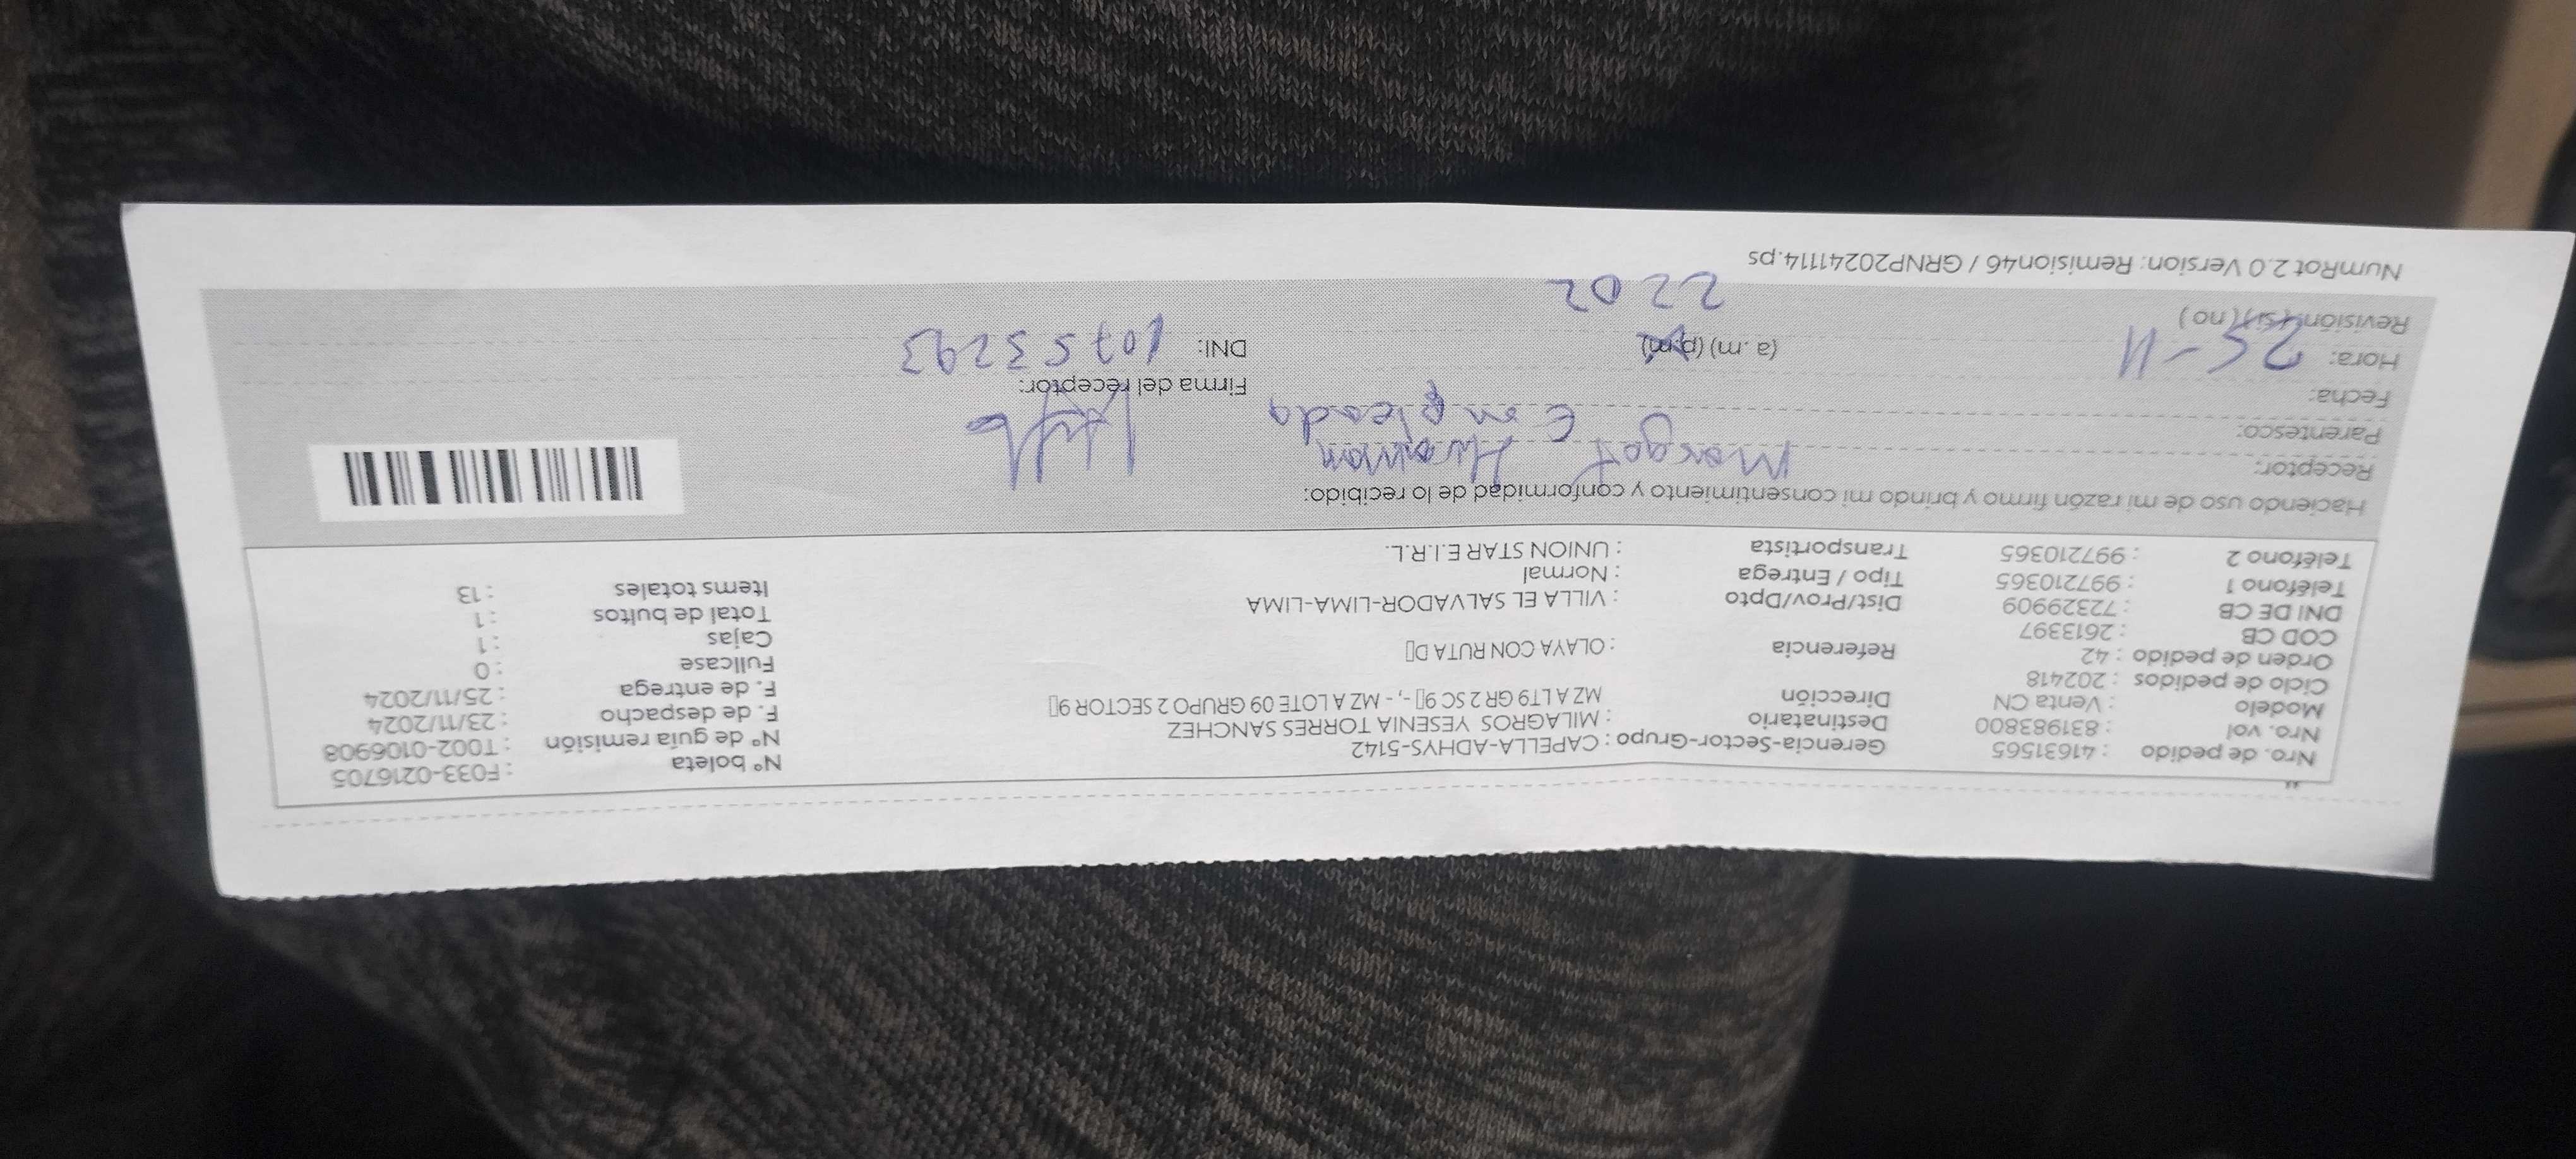 Nro. de pedido : 41631565 Gerencia-Sector-Grupo : CAPELLA-ADHVS-5142 N° boleta : F033-0216705
Nro. vol : 831983800 Destinatario : MILAGROS YESENIA TORRES SANCHEZ N° de guía remisión : T002-0106908
Modelo : Venta CN Dirección MZ A LT9 GR 2 SC 9▯ -, - MZ A LOTE 09 GRUPO 2 SECTOR 9▯ F. de despacho : 23/11/2024
Ciclo de pedidos : 202418 F. de entrega : 25/11/2024
Orden de pedido : 42 Referencia : OLAYA CON RUTA D▯ Fullcase : 0
COD CB : 2613397 Cajas : 1
DNI DE CB : 72329909 Dist/Prov/Dpto : VILLA EL SALVADOR-LIMA-LIMA Total de bultos : 1
Teléfono 1 : 997210365 Tipo / Entrega : Normal Items totales : 13
Teléfono 2 : 997210365 Transportista : UNION STAR E.I.R.L.
Haciendo uso de mi razón firmo y brindo mi consentimiento y conformidad de lo recibido:
Receptor: Margot Huaman
Parentesco: Empleada
Fecha: Firma del receptor:
Hora: 25-11 (a. m) (p.m) DNI: 10753293
Revisión (si) (no ) 2202
NumRot 2.0 Version: Remision46 / GRNP20241114.ps